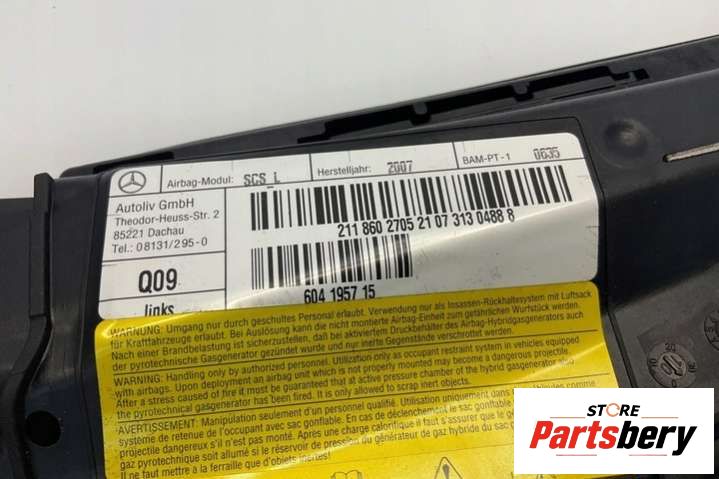 Airbag-Modul: SCS_L Herstelljahr: 2007 BAM-PT-1 0635
Autoliv GmbH
Theodor-Heuss-Str. 2
85221 Dachau
Tel.: 08131/295-0
211 860 2705 21 07 313 0488 8
Q09
links
604 1957 15
WARNUNG: Umgang nur durch geschultes Personal erlaubt. Verwendung nur als Insassen-Rückhaltesystem mit Luftsack
für Kraftfahrzeuge erlaubt. Bei Auslösung kann die nicht montierte Airbag-Einheit zum gefährlichen Wurfstück werden.
Nach einer Brandbelastung ist sicherzustellen, daß bei aktiviertem Druckbehälter des Airbag-Hybridgasgenerators auch
der pyrotechnische Gasgenerator gezündet wurde und nur inerte Gegenstände verschrottet werden.
WARNING: Handling only by authorized personnel. Utilization only as occupant restraint system in vehicles equipped
with airbags. Upon deployment an airbag unit which is not properly mounted may become a dangerous projectile.
After a stress caused of fire it must be guaranteed that at active pressure chamber of the hybrid gasgenerator also
the pyrotechnical gasgenerator has been fired. It is only allowed to scrap inert objects.
AVERTISSEMENT: Manipulation seulement d'un personnel qualifié. Utilisation uniquement dans les véhicules comme
système de retenue de l'occupant avec sac gonflable. En cas de déclenchement le sac gonflable
projectile dangereux s'il n'est pas monté. Après une charge calorifique il faut s'assurer
gaz pyrotechnique soit allumé si le réservoir de pression du générateur de gaz hybride du sac
Il ne faut mettre à la ferraille que d'objets inertes.
STORE
Partsbery